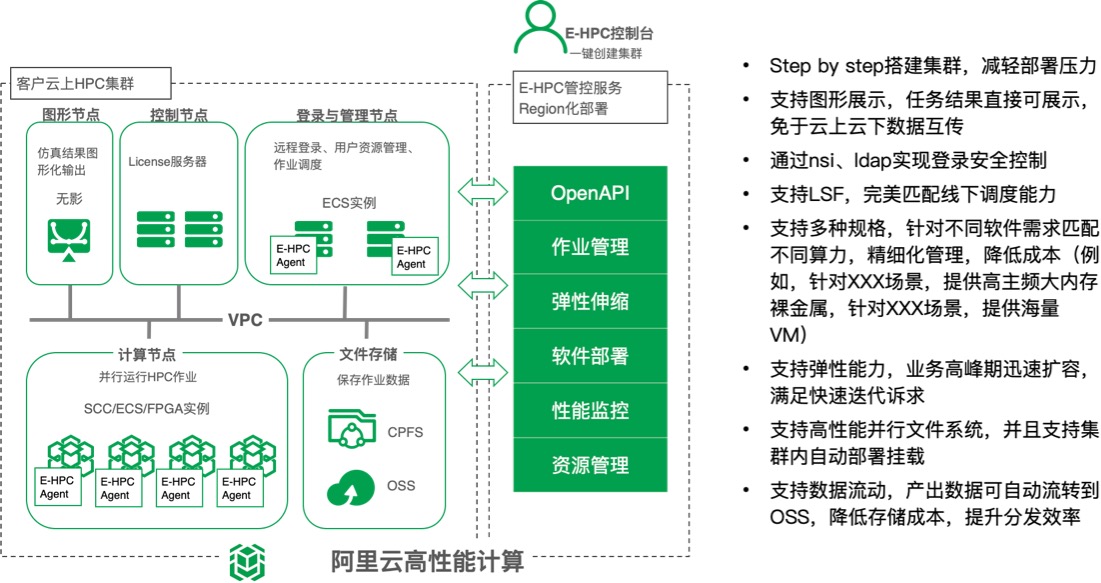 E-HPC控制台
一键创建集群
客户云上HPC集群
E-HPC管控服务
Region化部署
图形节点
仿真结果图
形化输出
无影
控制节点
License服务器
登录与管理节点
远程登录、用户资源管理、
作业调度
ECS实例
E-HPC
Agent
E-HPC
Agent
VPC
计算节点
并行运行HPC作业
SCC/ECS/FPGA实例
E-HPC
Agent
E-HPC
Agent
E-HPC
Agent
E-HPC
Agent
文件存储
保存作业数据
CPFS
OSS
OpenAPI
作业管理
弹性伸缩
软件部署
性能监控
资源管理
阿里云高性能计算
• Step by step搭建集群，减轻部署压力
• 支持图形展示，任务结果直接可展示，
免于云上云下数据互传
• 通过nsi、ldap实现登录安全控制
• 支持LSF，完美匹配线下调度能力
• 支持多种规格，针对不同软件需求匹配
不同算力，精细化管理，降低成本（例
如，针对XXX场景，提供高主频大内存
裸金属，针对XXX场景，提供海量
VM）
• 支持弹性能力，业务高峰期迅速扩容，
满足快速迭代诉求
• 支持高性能并行文件系统，并且支持集
群内自动部署挂载
• 支持数据流动，产出数据可自动流转到
OSS，降低存储成本，提升分发效率